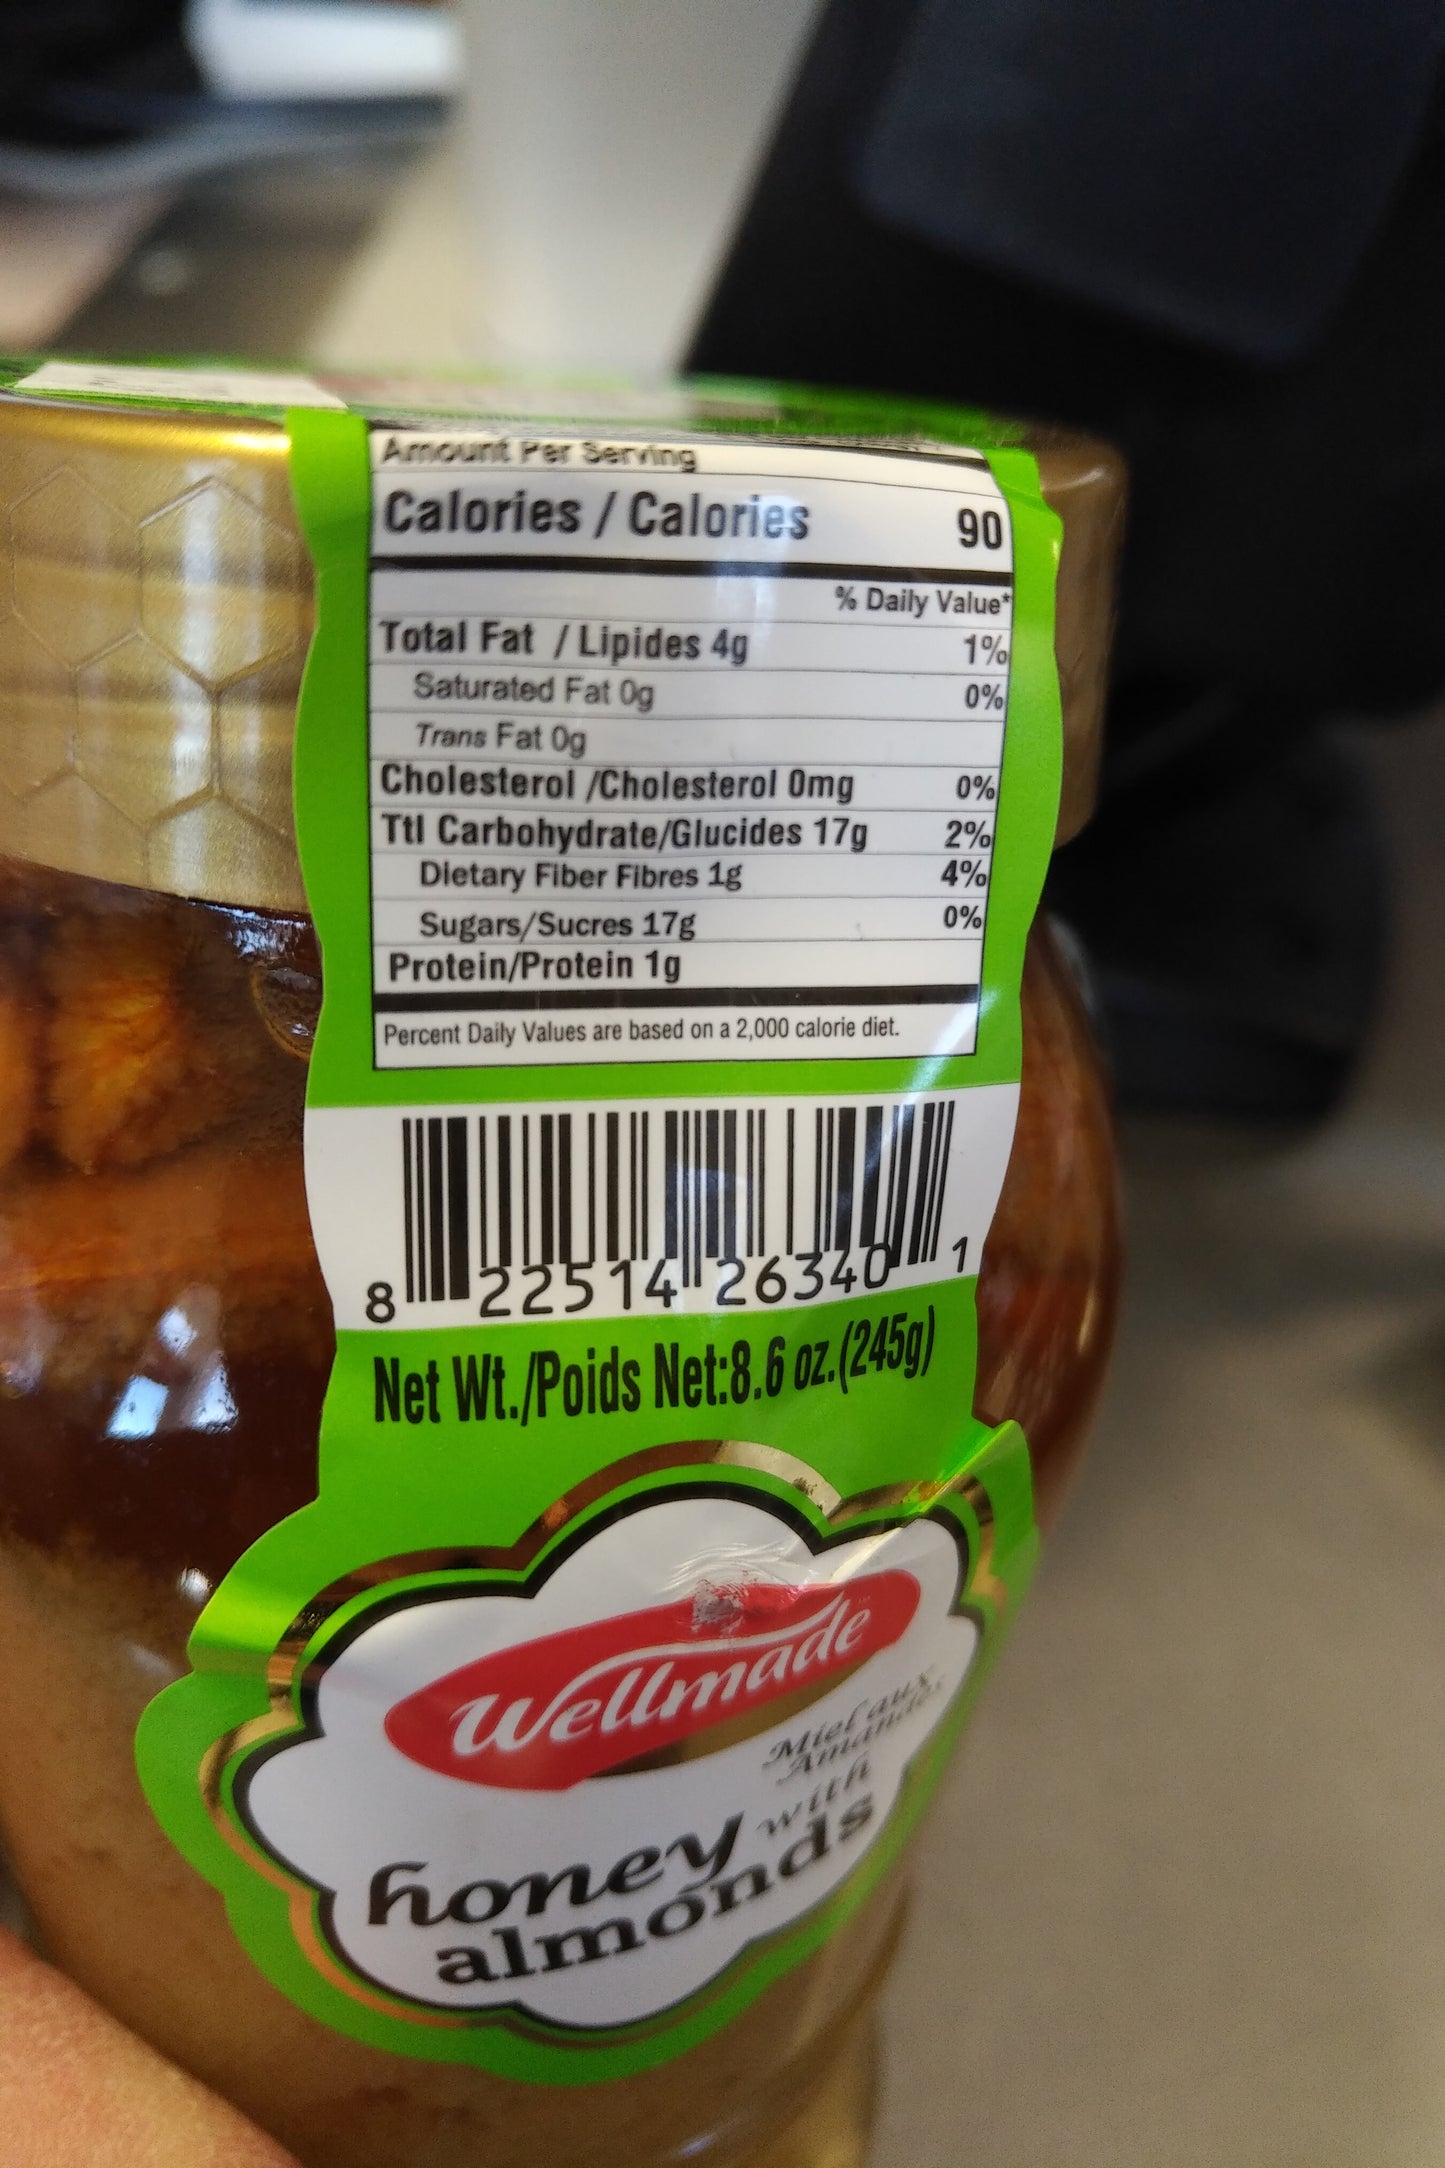 Amount Per Serving
Calories / Calories 90
% Daily Value*
Total Fat / Lipides 4g 1%
Saturated Fat 0g 0%
Trans Fat 0g
Cholesterol /Cholesterol 0mg 0%
Ttl Carbohydrate/Glucides 17g 2%
Dietary Fiber Fibres 1g 4%
Sugars/Sucres 17g 0%
Protein/Protein 1g
Percent Daily Values are based on a 2,000 calorie diet.
8 22514 26340 1
Net Wt./Poids Net:8.6 oz.(245g)
Wellmade
Miel aux
Amandes
honey with
almonds